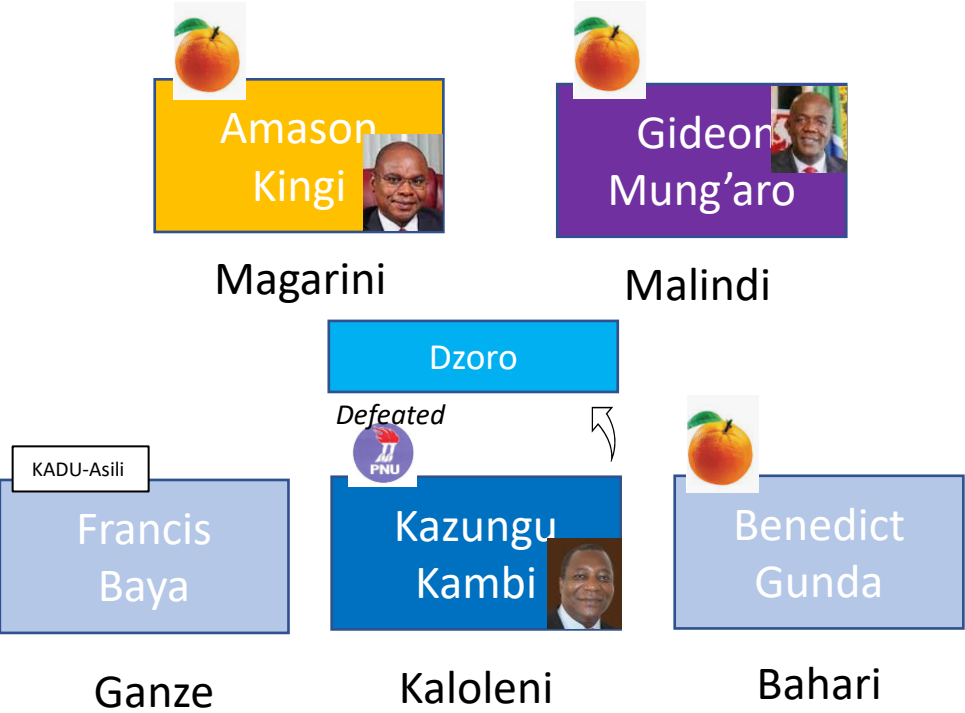 Amason
Kingi
Gideon
Mung’aro
Magarini
Malindi
Dzoro
Defeated
PNU
KADU-Asili
Francis
Baya
Kazungu
Kambi
Benedict
Gunda
Ganze
Kaloleni
Bahari